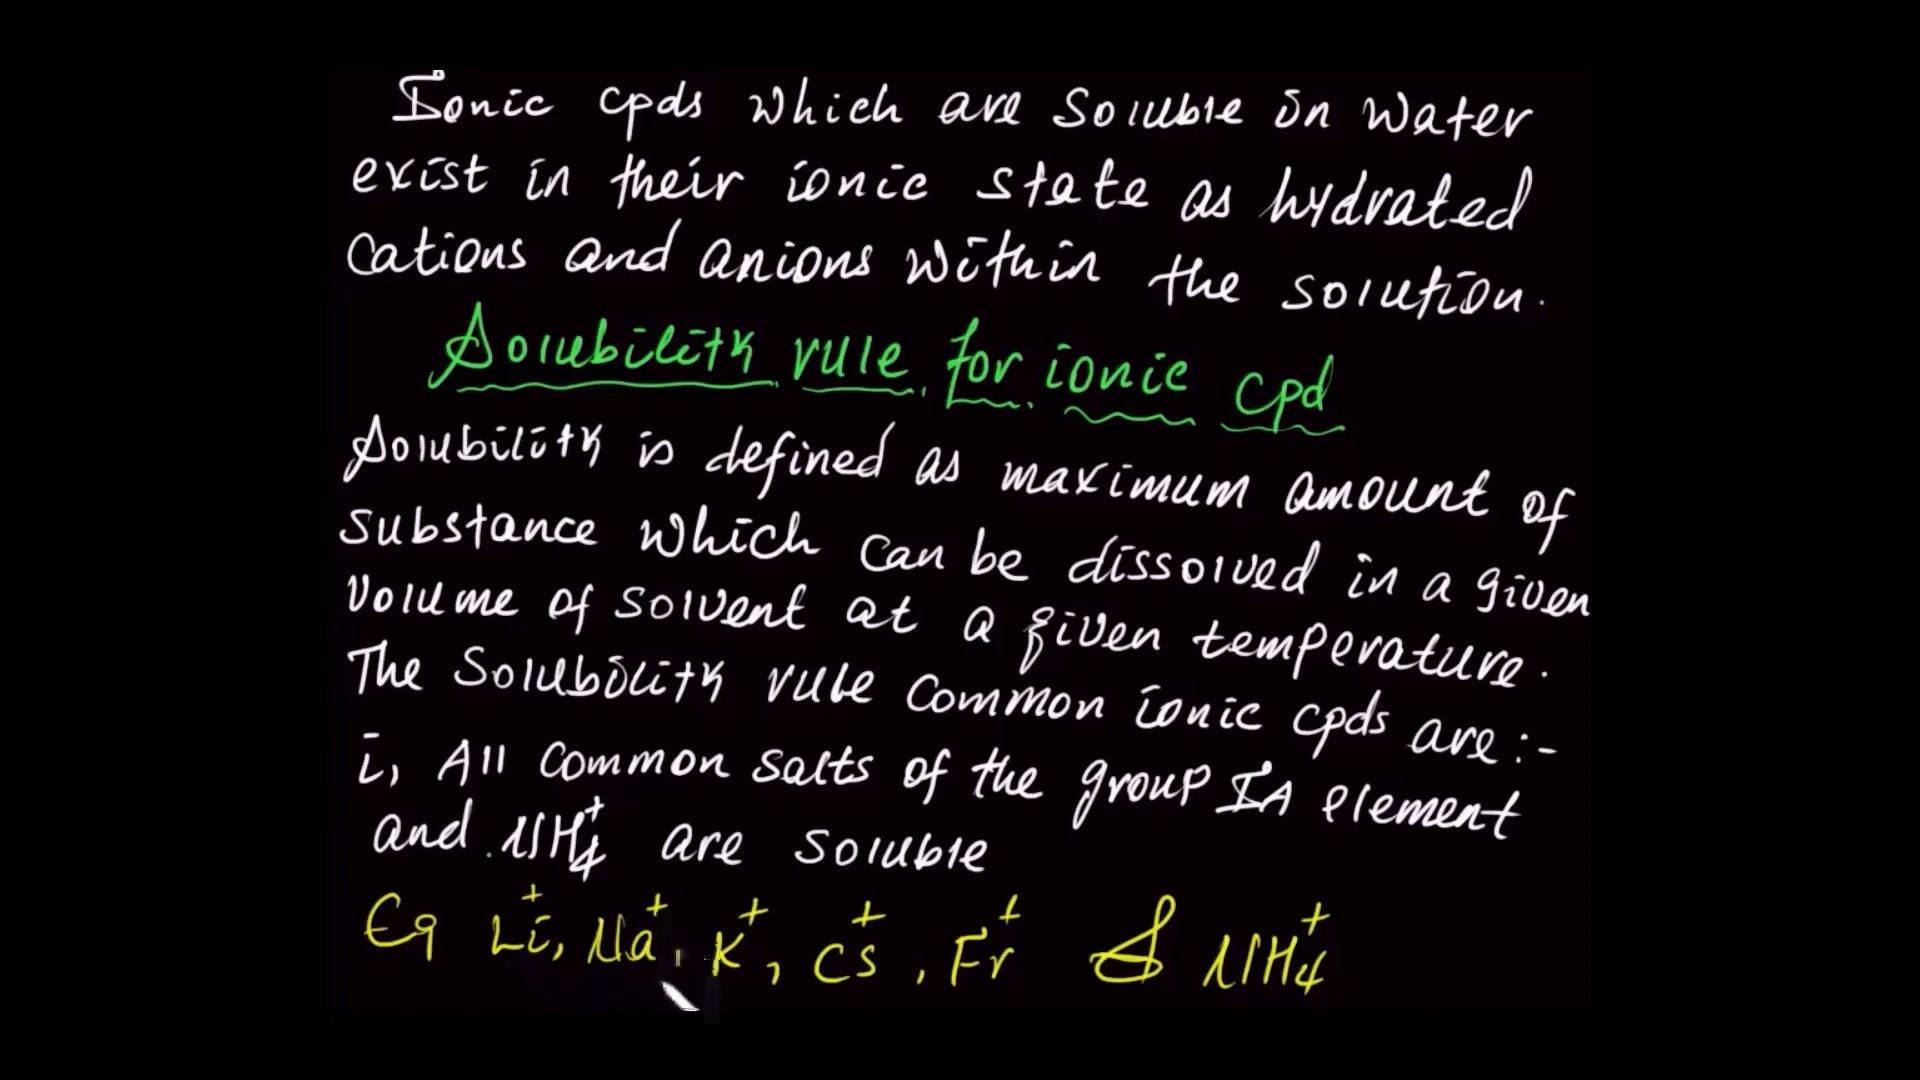 Ionic cpds which are soluble in water
exist in their ionic state as hydrated
cations and anions within the solution.
Solubility rule for ionic cpd
Solubility is defined as maximum amount of
substance which can be dissolved in a given
volume of solvent at a given temperature.
The Solubility rule common ionic cpds are:-
i, All common salts of the group IA element
and NH₄⁺ are soluble
Eg Li⁺, Na⁺, K⁺, Cs⁺, Fr⁺ & NH₄⁺